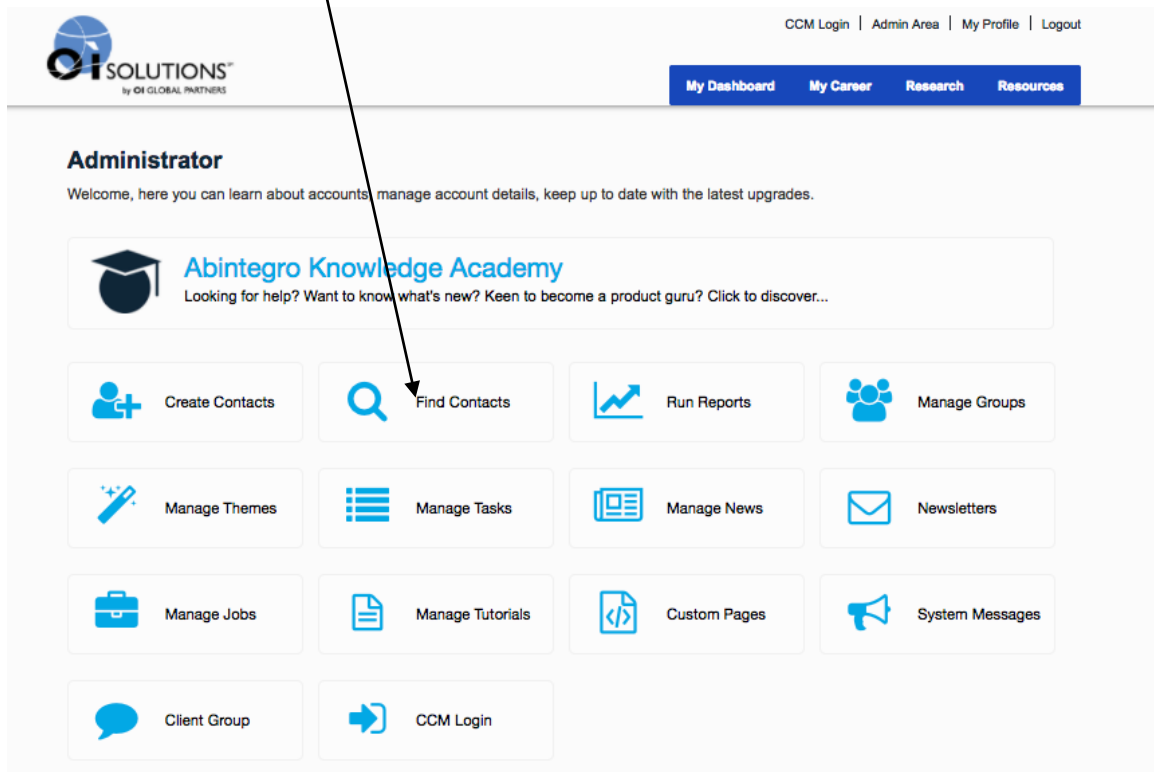 CCM Login | Admin Area | My Profile | Logout
Oì SOLUTIONS℠
by OI GLOBAL PARTNERS
My Dashboard My Career Research Resources
Administrator
Welcome, here you can learn about accounts, manage account details, keep up to date with the latest upgrades.
Abintegro Knowledge Academy
Looking for help? Want to know what's new? Keen to become a product guru? Click to discover...
Create Contacts
Find Contacts
Run Reports
Manage Groups
Manage Themes
Manage Tasks
Manage News
Newsletters
Manage Jobs
Manage Tutorials
Custom Pages
System Messages
Client Group
CCM Login